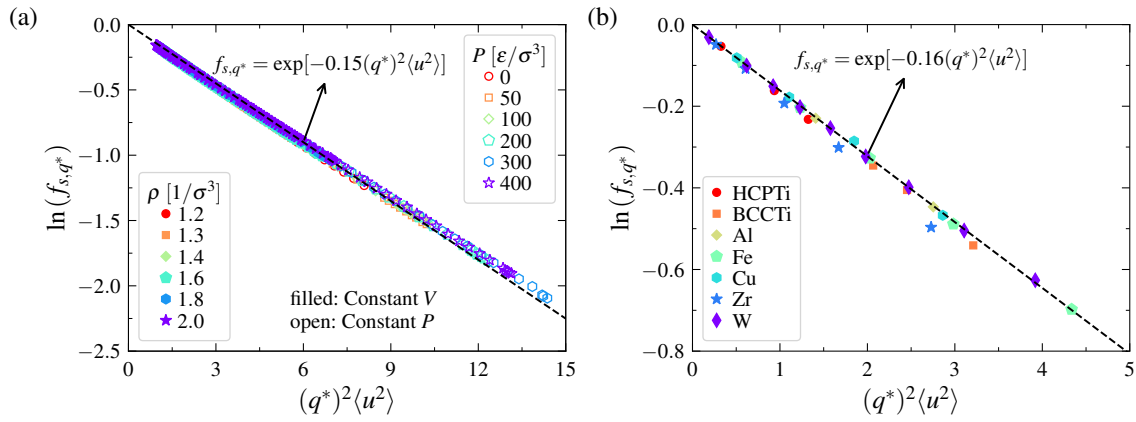 (a)
0.0
−0.5
−1.0
−1.5
−2.0
−2.5
ln (f_{s,q*})
f_{s,q*} = exp[−0.15(q*)²⟨u²⟩]
P [ε/σ³]
0
50
100
200
300
400
ρ [1/σ³]
1.2
1.3
1.4
1.6
1.8
2.0
filled: Constant V
open: Constant P
0 3 6 9 12 15
(q*)²⟨u²⟩
(b)
0.0
−0.2
−0.4
−0.6
−0.8
ln (f_{s,q*})
f_{s,q*} = exp[−0.16(q*)²⟨u²⟩]
HCPTi
BCCTi
Al
Fe
Cu
Zr
W
0 1 2 3 4 5
(q*)²⟨u²⟩